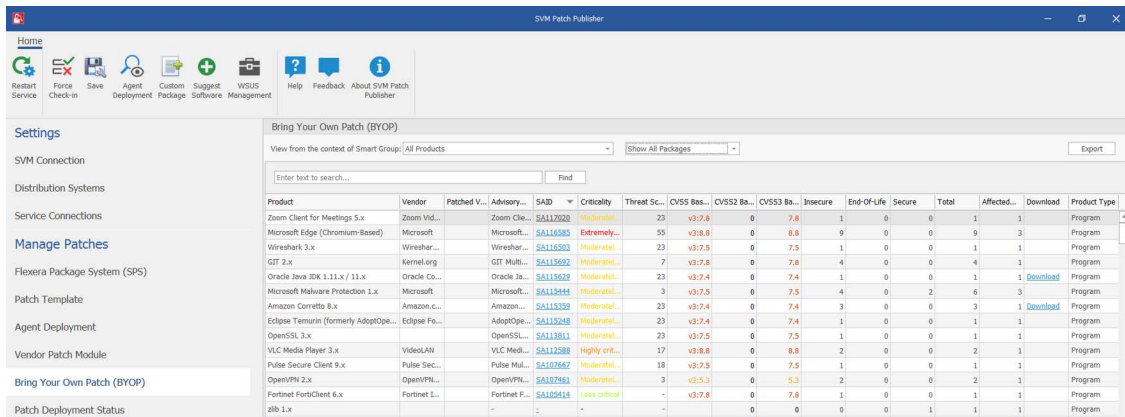 SVM Patch Publisher
Home
Restart Service
Force Check-in
Save
Agent Deployment
Custom Package
Suggest Software
WSUS Management
Help
Feedback
About SVM Patch Publisher
Settings
SVM Connection
Distribution Systems
Service Connections
Manage Patches
Flexera Package System (SPS)
Patch Template
Agent Deployment
Vendor Patch Module
Bring Your Own Patch (BYOP)
Patch Deployment Status
Bring Your Own Patch (BYOP)
View from the context of Smart Group: All Products Show All Packages Export
Enter text to search... Find
Product Vendor Patched V... Advisory... SAID Criticality Threat Sc... CVSS Bas... CVSS2 Ba... CVSS3 Ba... Insecure End-Of-Life Secure Total Affected... Download Product Type
Zoom Client for Meetings 5.x Zoom Vid... Zoom Clie... SA117020 Moderatel... 23 v3:7.8 0 7.8 1 0 0 1 1 Program
Microsoft Edge (Chromium-Based) Microsoft Microsoft... SA116585 Extremely... 55 v3:8.8 0 8.8 9 0 0 9 3 Program
Wireshark 3.x Wireshar... Wireshar... SA116503 Moderatel... 23 v3:7.5 0 7.5 1 0 0 1 1 Program
GIT 2.x Kernel.org GIT Multi... SA115692 Moderatel... 7 v3:7.8 0 7.8 4 0 0 4 1 Program
Oracle Java JDK 1.11.x / 11.x Oracle Co... Oracle Ja... SA115629 Moderatel... 23 v3:7.4 0 7.4 1 0 0 1 1 Download Program
Microsoft Malware Protection 1.x Microsoft Microsoft... SA115444 Moderatel... 3 v3:7.5 0 7.5 4 0 2 6 3 Program
Amazon Corretto 8.x Amazon.c... Amazon... SA115359 Moderatel... 23 v3:7.4 0 7.4 3 0 0 3 1 Download Program
Eclipse Temurin (formerly AdoptOpe... Eclipse Fo... AdoptOpe... SA115248 Moderatel... 23 v3:7.4 0 7.4 1 0 0 1 1 Program
OpenSSL 3.x OpenSSL... SA113811 Moderatel... 23 v3:7.5 0 7.5 1 0 0 1 1 Program
VLC Media Player 3.x VideoLAN VLC Medi... SA112588 Highly crit... 17 v3:8.8 0 8.8 2 0 0 2 1 Program
Pulse Secure Client 9.x Pulse Sec... Pulse Mul... SA107667 Moderatel... 18 v3:7.5 0 7.5 1 0 0 1 1 Program
OpenVPN 2.x OpenVPN... OpenVPN... SA107461 Moderatel... 3 v3:5.3 0 5.3 2 0 0 2 1 Program
Fortinet FortiClient 6.x Fortinet I... Fortinet F... SA105414 Less critical - v3:7.8 0 7.8 1 0 0 1 1 Program
zlib 1.x - - - - 0 0 0 0 1 1 1 Program